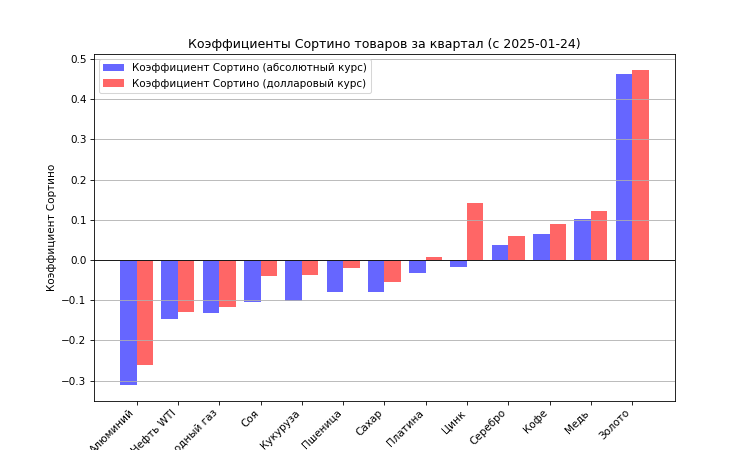 Коэффициенты Сортино товаров за квартал (с 2025-01-24)
Коэффициент Сортино (абсолютный курс)
Коэффициент Сортино (долларовый курс)
Коэффициент Сортино
0.5
0.4
0.3
0.2
0.1
0.0
−0.1
−0.2
−0.3
Алюминий
Нефть WTI
одный газ
Соя
Кукуруза
Пшеница
Сахар
Платина
Цинк
Серебро
Кофе
Медь
Золото